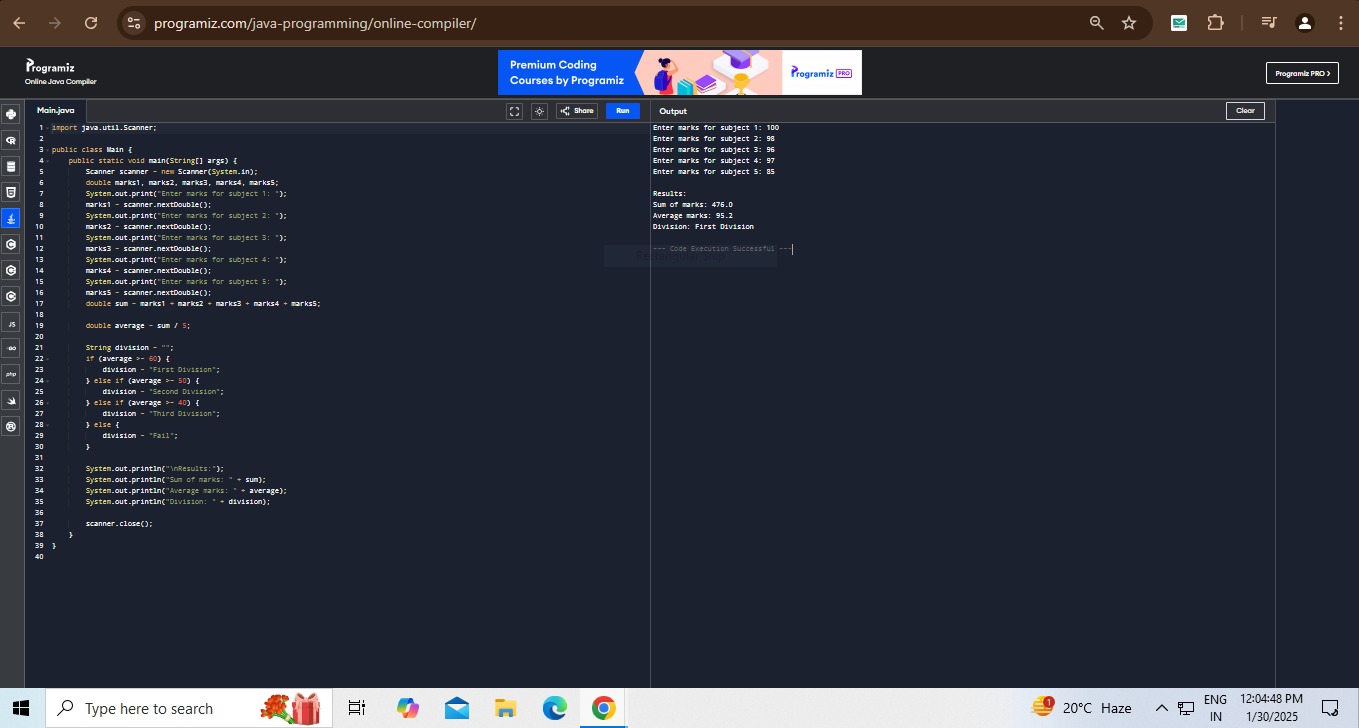 programiz.com/java-programming/online-compiler/
Programiz
Online Java Compiler
Premium Coding
Courses by Programiz
Programiz PRO
Programiz PRO >
Main.java
Share
Run
Output
Clear
1 import java.util.Scanner;
2
3 public class Main {
4 public static void main(String[] args) {
5 Scanner scanner = new Scanner(System.in);
6 double marks1, marks2, marks3, marks4, marks5;
7 System.out.print("Enter marks for subject 1: ");
8 marks1 = scanner.nextDouble();
9 System.out.print("Enter marks for subject 2: ");
10 marks2 = scanner.nextDouble();
11 System.out.print("Enter marks for subject 3: ");
12 marks3 = scanner.nextDouble();
13 System.out.print("Enter marks for subject 4: ");
14 marks4 = scanner.nextDouble();
15 System.out.print("Enter marks for subject 5: ");
16 marks5 = scanner.nextDouble();
17 double sum = marks1 + marks2 + marks3 + marks4 + marks5;
18
19 double average = sum / 5;
20
21 String division = "";
22 if (average >= 60) {
23 division = "First Division";
24 } else if (average >= 50) {
25 division = "Second Division";
26 } else if (average >= 40) {
27 division = "Third Division";
28 } else {
29 division = "Fail";
30 }
31
32 System.out.println("\nResults:");
33 System.out.println("Sum of marks: " + sum);
34 System.out.println("Average marks: " + average);
35 System.out.println("Division: " + division);
36
37 scanner.close();
38 }
39 }
40
Enter marks for subject 1: 100
Enter marks for subject 2: 98
Enter marks for subject 3: 96
Enter marks for subject 4: 97
Enter marks for subject 5: 85
Results:
Sum of marks: 476.0
Average marks: 95.2
Division: First Division
=== Code Execution Successful ===
JS
GO
php
Type here to search
1
20°C Haze
ENG
IN
12:04:48 PM
1/30/2025